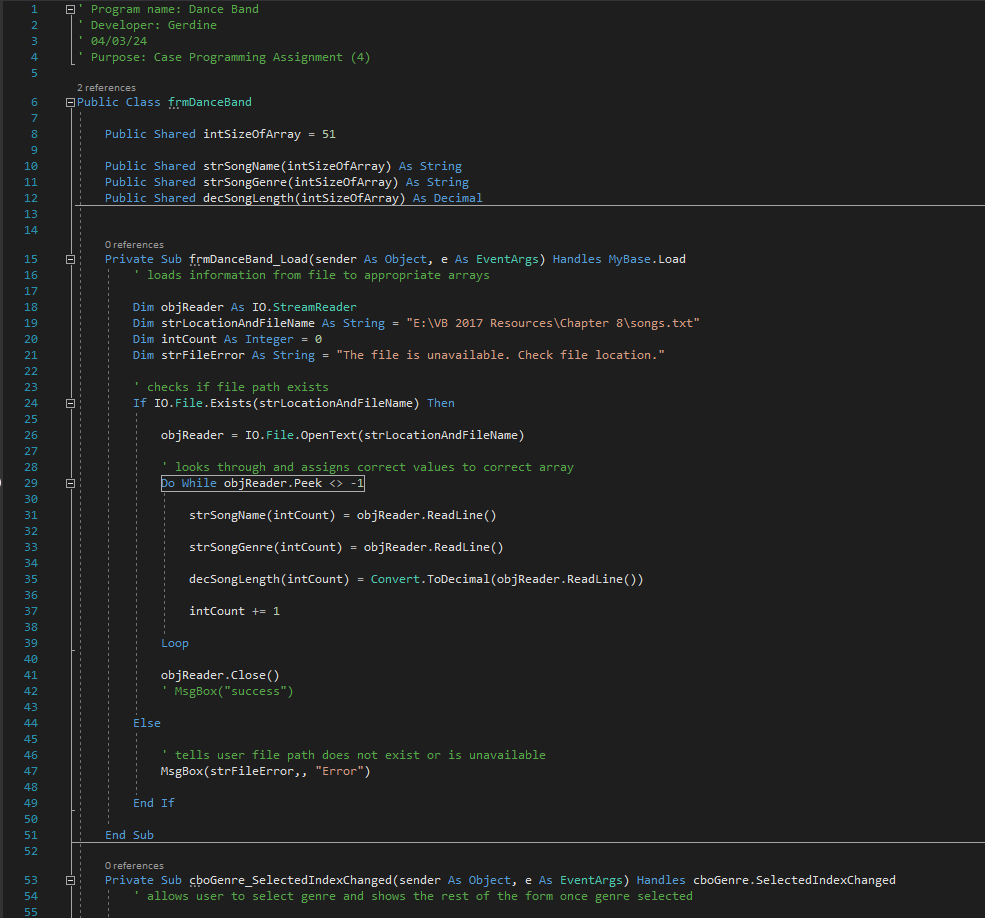 1 ' Program name: Dance Band
2 ' Developer: Gerdine
3 ' 04/03/24
4 ' Purpose: Case Programming Assignment (4)
5
2 references
6 Public Class frmDanceBand
7
8 Public Shared intSizeOfArray = 51
9
10 Public Shared strSongName(intSizeOfArray) As String
11 Public Shared strSongGenre(intSizeOfArray) As String
12 Public Shared decSongLength(intSizeOfArray) As Decimal
13
14
0 references
15 Private Sub frmDanceBand_Load(sender As Object, e As EventArgs) Handles MyBase.Load
16 ' loads information from file to appropriate arrays
17
18 Dim objReader As IO.StreamReader
19 Dim strLocationAndFileName As String = "E:\VB 2017 Resources\Chapter 8\songs.txt"
20 Dim intCount As Integer = 0
21 Dim strFileError As String = "The file is unavailable. Check file location."
22
23 ' checks if file path exists
24 If IO.File.Exists(strLocationAndFileName) Then
25
26 objReader = IO.File.OpenText(strLocationAndFileName)
27
28 ' looks through and assigns correct values to correct array
29 Do While objReader.Peek <> -1
30
31 strSongName(intCount) = objReader.ReadLine()
32
33 strSongGenre(intCount) = objReader.ReadLine()
34
35 decSongLength(intCount) = Convert.ToDecimal(objReader.ReadLine())
36
37 intCount += 1
38
39 Loop
40
41 objReader.Close()
42 ' MsgBox("success")
43
44 Else
45
46 ' tells user file path does not exist or is unavailable
47 MsgBox(strFileError,, "Error")
48
49 End If
50
51 End Sub
52
0 references
53 Private Sub cboGenre_SelectedIndexChanged(sender As Object, e As EventArgs) Handles cboGenre.SelectedIndexChanged
54 ' allows user to select genre and shows the rest of the form once genre selected
55